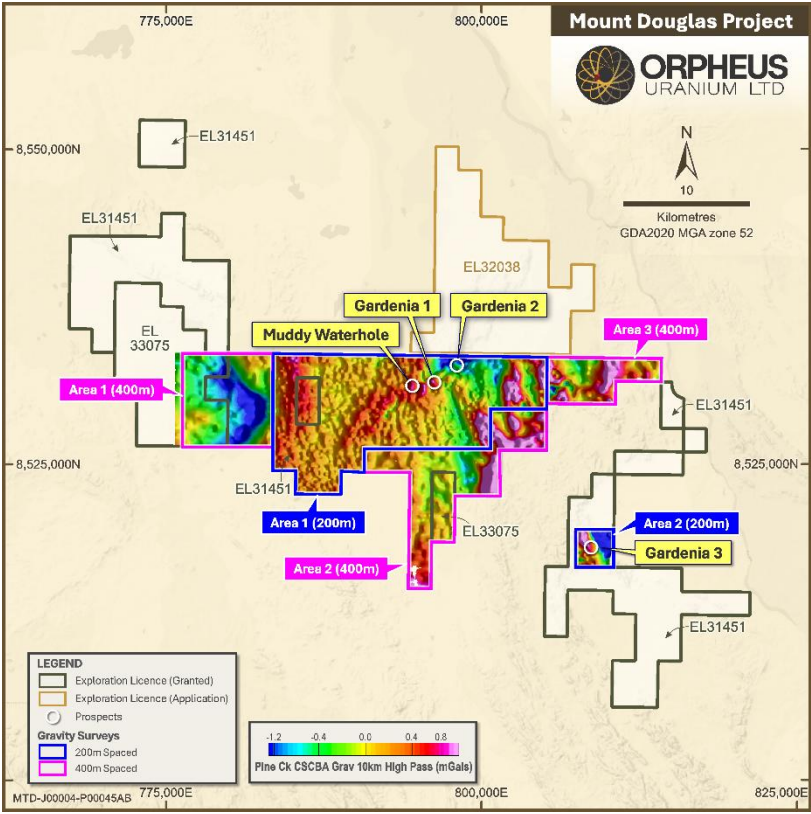 775,000E
800,000E
Mount Douglas Project
ORPHEUS
URANIUM LTD
8,550,000N
EL31451
N
10
Kilometres
GDA2020 MGA zone 52
EL31451
EL32038
Gardenia 1
Gardenia 2
Muddy Waterhole
EL
33075
Area 3 (400m)
Area 1 (400m)
EL31451
8,525,000N
8,525,000N
EL31451
Area 1 (200m)
EL33075
Area 2 (200m)
Gardenia 3
Area 2 (400m)
EL31451
LEGEND
Exploration Licence (Granted)
Exploration Licence (Application)
Prospects
Gravity Surveys
200m Spaced
400m Spaced
-1.2 -0.4 0.0 0.4 0.8
Pine Ck CSCBA Grav 10km High Pass (mGals)
MTD-J00004-P00045AB
775,000E
800,000E
825,000E